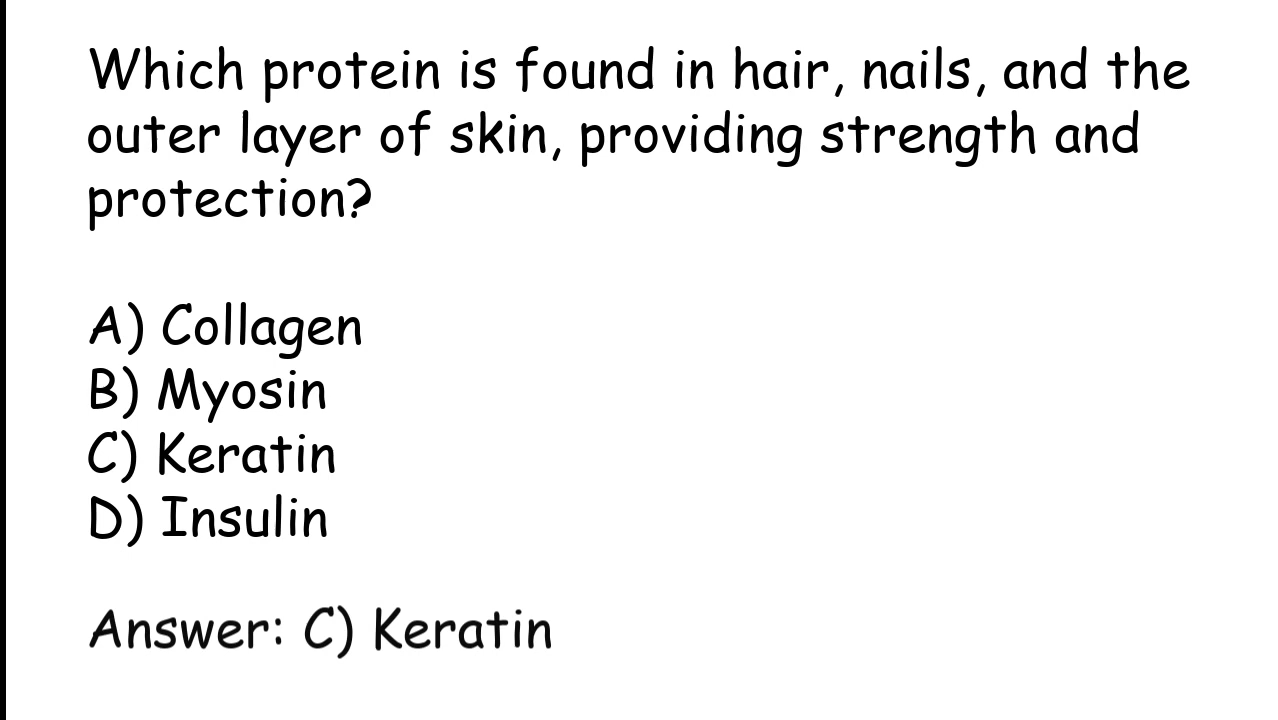 Which protein is found in hair, nails, and the
outer layer of skin, providing strength and
protection?
A) Collagen
B) Myosin
C) Keratin
D) Insulin
Answer: C) Keratin